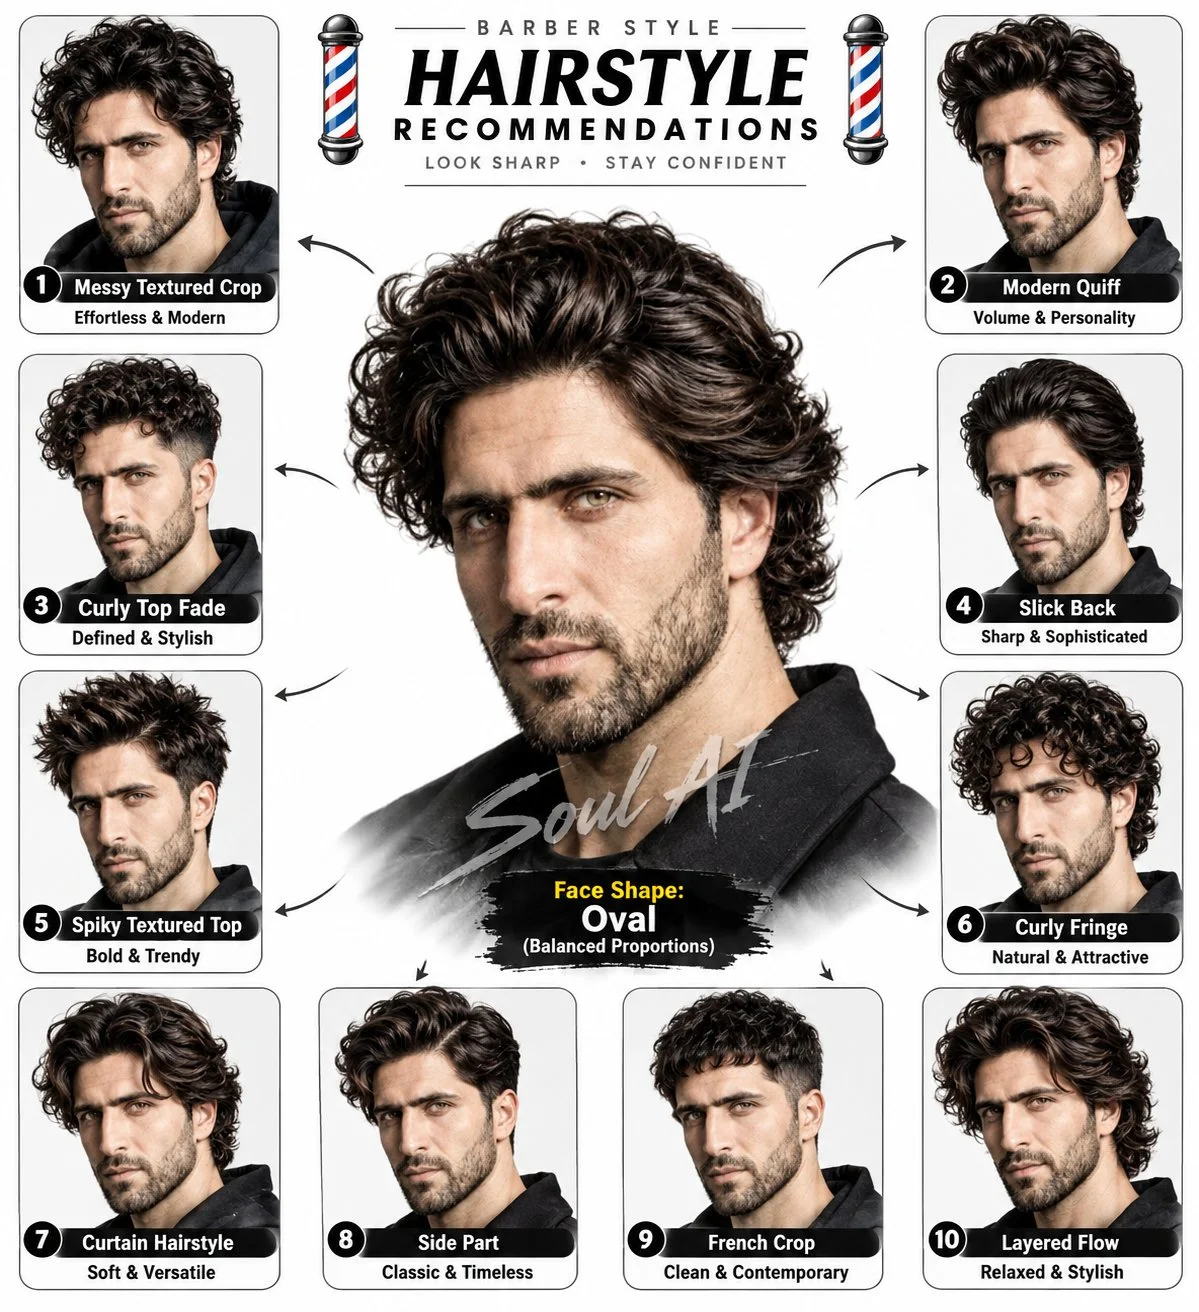 BARBER STYLE
HAIRSTYLE
RECOMMENDATIONS
LOOK SHARP • STAY CONFIDENT
1 Messy Textured Crop
Effortless & Modern
2 Modern Quiff
Volume & Personality
3 Curly Top Fade
Defined & Stylish
4 Slick Back
Sharp & Sophisticated
5 Spiky Textured Top
Bold & Trendy
6 Curly Fringe
Natural & Attractive
Soul AI
Face Shape:
Oval
(Balanced Proportions)
7 Curtain Hairstyle
Soft & Versatile
8 Side Part
Classic & Timeless
9 French Crop
Clean & Contemporary
10 Layered Flow
Relaxed & Stylish